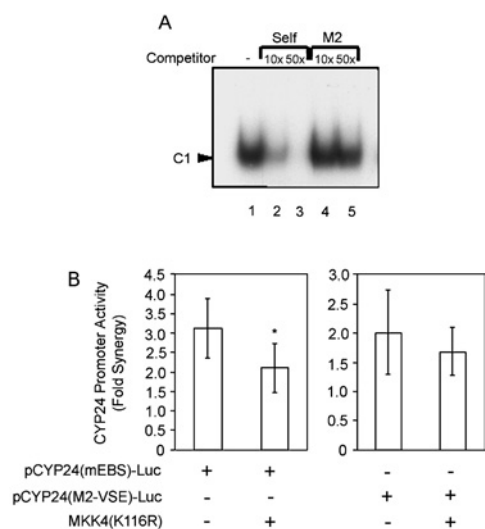 A
Self M2
Competitor - 10x 50x 10x 50x
C1
1 2 3 4 5
B
CYP24 Promoter Activity
(Fold Synergy)
4.5
4.0
3.5
3.0
2.5
2.0
1.5
1.0
0.5
0
*
3.0
2.5
2.0
1.5
1.0
0.5
0
pCYP24(mEBS)-Luc + + - -
pCYP24(M2-VSE)-Luc - - + +
MKK4(K116R) - + - +